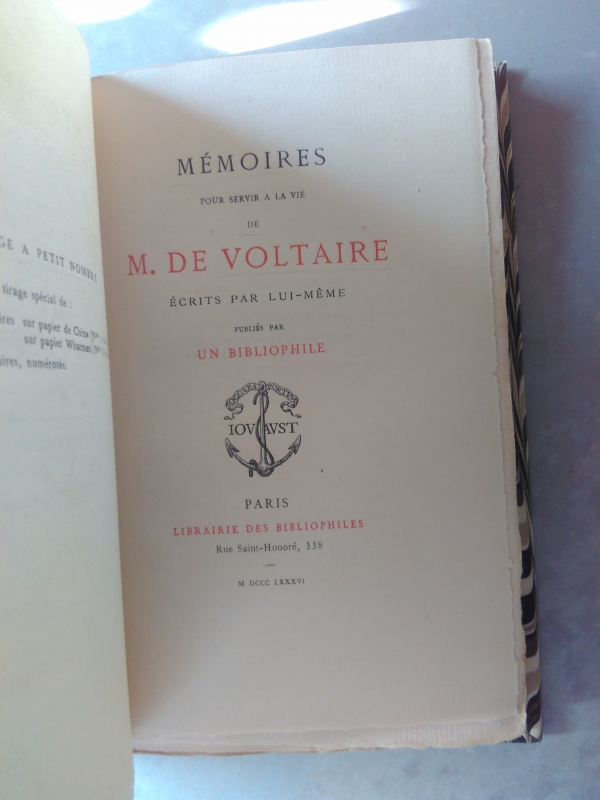 GE A PETIT NOMBRE
tirage spécial de :
ires sur papier de Chine
sur papier Whatman
aires, numérotés.
MÉMOIRES
POUR SERVIR A LA VIE
DE
M. DE VOLTAIRE
ÉCRITS PAR LUI-MÊME
PUBLIÉS PAR
UN BIBLIOPHILE
IOVAVST
PARIS
LIBRAIRIE DES BIBLIOPHILES
Rue Saint-Honoré, 338
M DCCC LXXXVI